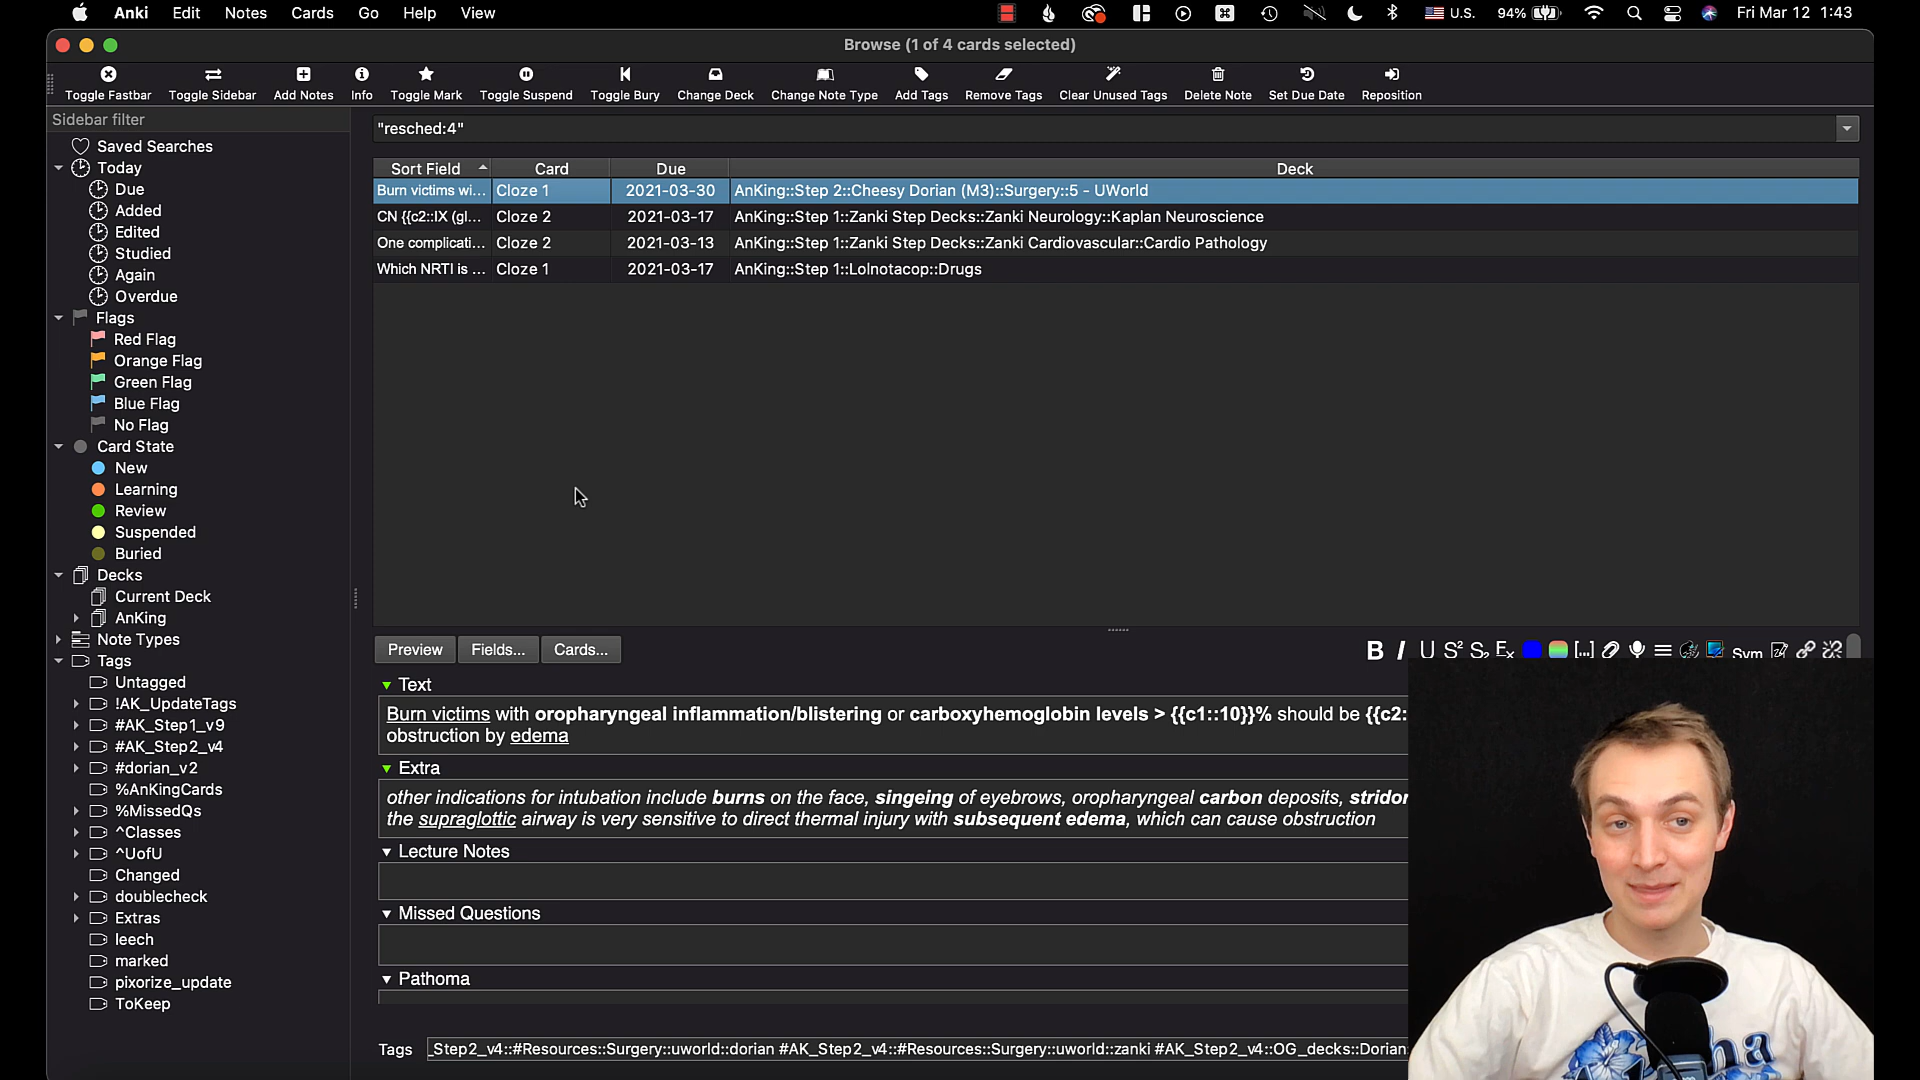 Anki Edit Notes Cards Go Help View U.S. 94% Fri Mar 12 1:43
Browse (1 of 4 cards selected)
Toggle Fastbar Toggle Sidebar Add Notes Info Toggle Mark Toggle Suspend Toggle Bury Change Deck Change Note Type Add Tags Remove Tags Clear Unused Tags Delete Note Set Due Date Reposition
Sidebar filter
Saved Searches
Today
Due
Added
Edited
Studied
Again
Overdue
Flags
Red Flag
Orange Flag
Green Flag
Blue Flag
No Flag
Card State
New
Learning
Review
Suspended
Buried
Decks
Current Deck
AnKing
Note Types
Tags
Untagged
!AK_UpdateTags
#AK_Step1_v9
#AK_Step2_v4
#dorian_v2
%AnKingCards
%MissedQs
^Classes
^UofU
Changed
doublecheck
Extras
leech
marked
pixorize_update
ToKeep
"resched:4"
Sort Field Card Due Deck
Burn victims wi... Cloze 1 2021-03-30 AnKing::Step 2::Cheesy Dorian (M3)::Surgery::5 - UWorld
CN {{c2::IX (gl... Cloze 2 2021-03-17 AnKing::Step 1::Zanki Step Decks::Zanki Neurology::Kaplan Neuroscience
One complicati... Cloze 2 2021-03-13 AnKing::Step 1::Zanki Step Decks::Zanki Cardiovascular::Cardio Pathology
Which NRTI is ... Cloze 1 2021-03-17 AnKing::Step 1::Lolnotacop::Drugs
Preview Fields... Cards... B I U S² S₂ Ex [...] Sym
Text
Burn victims with oropharyngeal inflammation/blistering or carboxyhemoglobin levels > {{c1::10}}% should be {{c2:
obstruction by edema
Extra
other indications for intubation include burns on the face, singeing of eyebrows, oropharyngeal carbon deposits, stridor
the supraglottic airway is very sensitive to direct thermal injury with subsequent edema, which can cause obstruction
Lecture Notes
Missed Questions
Pathoma
Tags _Step2_v4::#Resources::Surgery::uworld::dorian #AK_Step2_v4::#Resources::Surgery::uworld::zanki #AK_Step2_v4::OG_decks::Dorian: